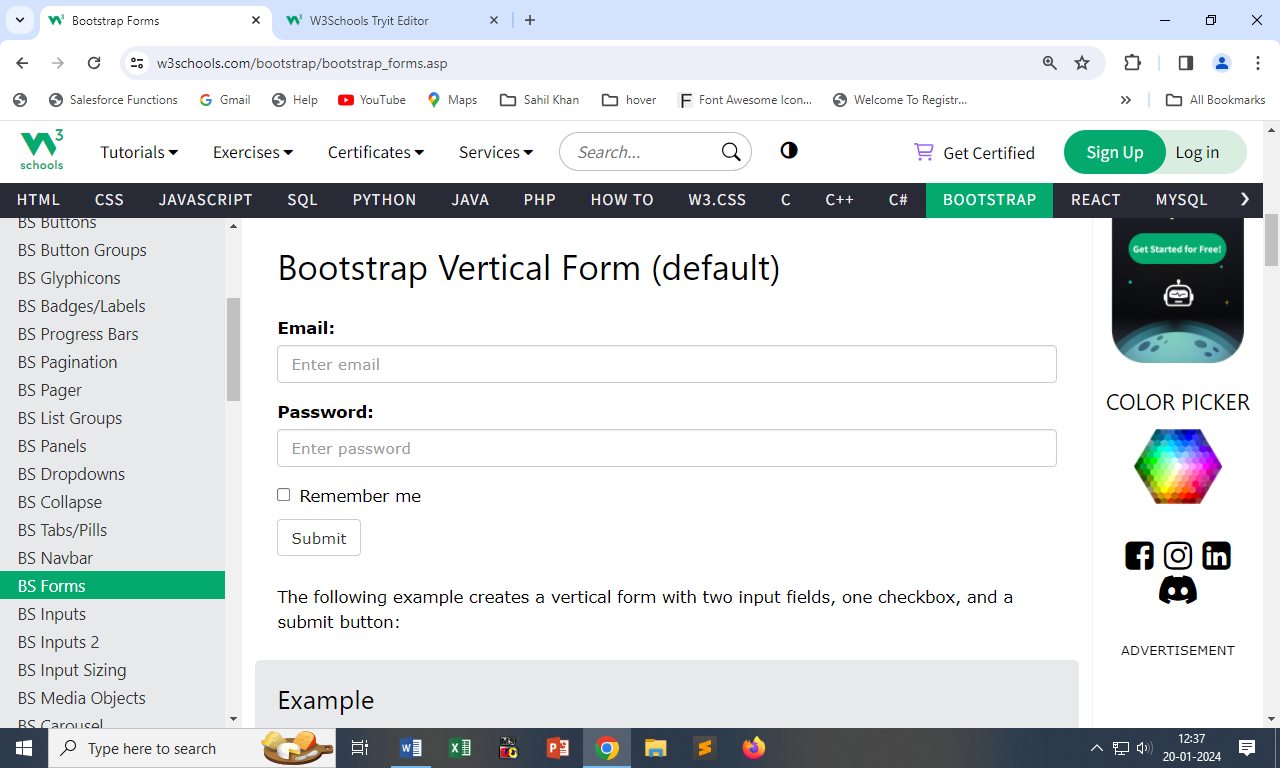 Bootstrap Forms
W3Schools Tryit Editor
w3schools.com/bootstrap/bootstrap_forms.asp
Salesforce Functions
Gmail
Help
YouTube
Maps
Sahil Khan
hover
Font Awesome Icon...
Welcome To Registr...
All Bookmarks
3
schools
Tutorials
Exercises
Certificates
Services
Search...
Get Certified
Sign Up
Log in
HTML
CSS
JAVASCRIPT
SQL
PYTHON
JAVA
PHP
HOW TO
W3.CSS
C
C++
C#
BOOTSTRAP
REACT
MYSQL
BS Buttons
BS Button Groups
BS Glyphicons
BS Badges/Labels
BS Progress Bars
BS Pagination
BS Pager
BS List Groups
BS Panels
BS Dropdowns
BS Collapse
BS Tabs/Pills
BS Navbar
BS Forms
BS Inputs
BS Inputs 2
BS Input Sizing
BS Media Objects
BS Carousel
Bootstrap Vertical Form (default)
Email:
Enter email
Password:
Enter password
Remember me
Submit
The following example creates a vertical form with two input fields, one checkbox, and a
submit button:
Example
Get Started for Free!
COLOR PICKER
ADVERTISEMENT
Type here to search
12:37
20-01-2024